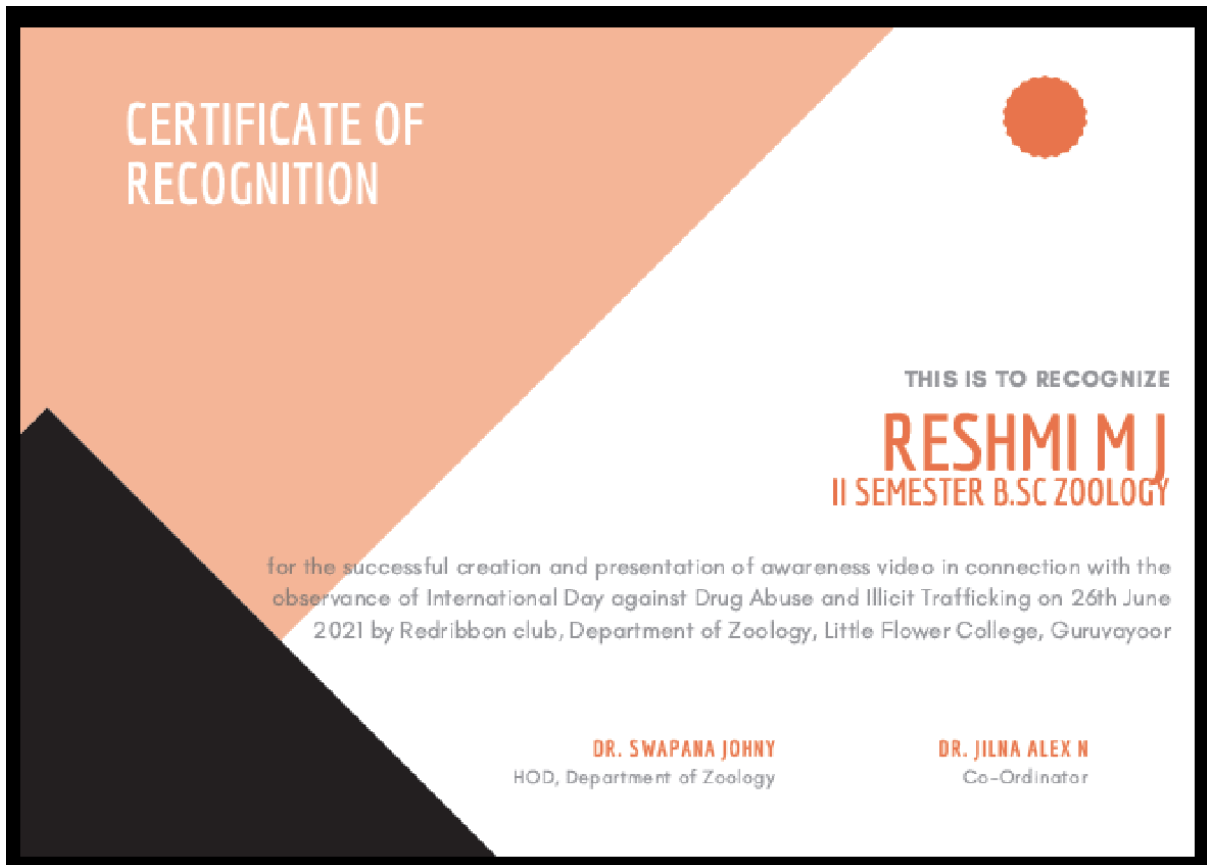 CERTIFICATE OF
RECOGNITION
THIS IS TO RECOGNIZE
RESHMI M J
II SEMESTER B.SC ZOOLOGY
for the successful creation and presentation of awareness video in connection with the
observance of International Day against Drug Abuse and Illicit Trafficking on 26th June
2021 by Redribbon club, Department of Zoology, Little Flower College, Guruvayoor
DR. SWAPANA JOHNY
HOD, Department of Zoology
DR. JILNA ALEX N
Co-Ordinator